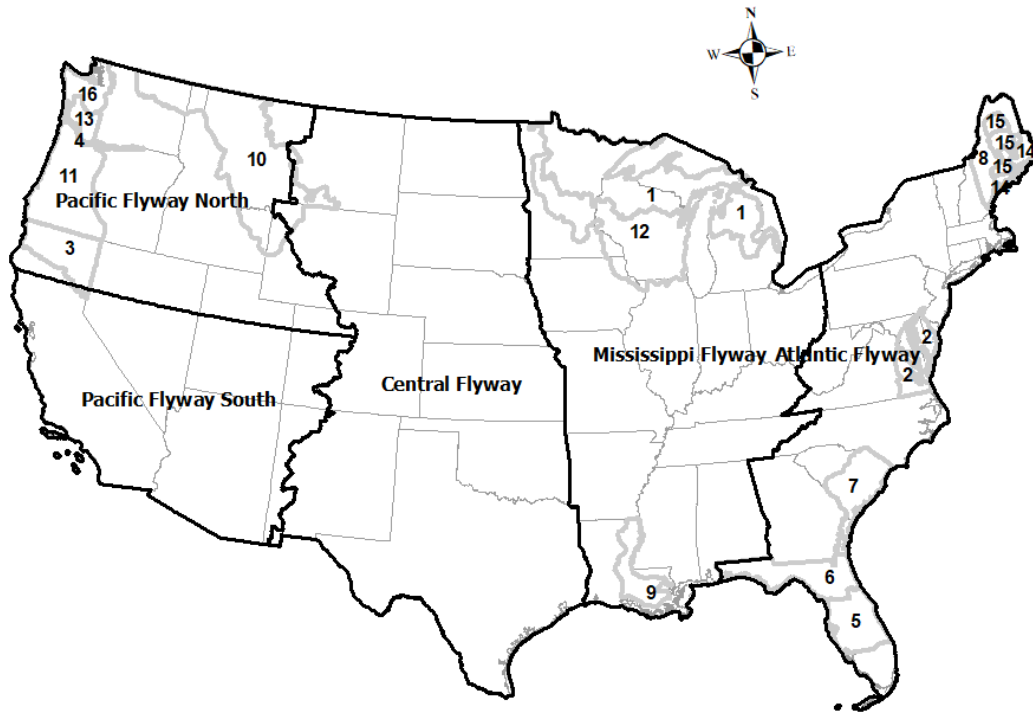 N
W E
S
16
13
4
11
10
Pacific Flyway North
3
1
1
12
15
15
14
8
15
14
Mississippi Flyway
Atlantic Flyway
2
2
Central Flyway
Pacific Flyway South
7
9
6
5